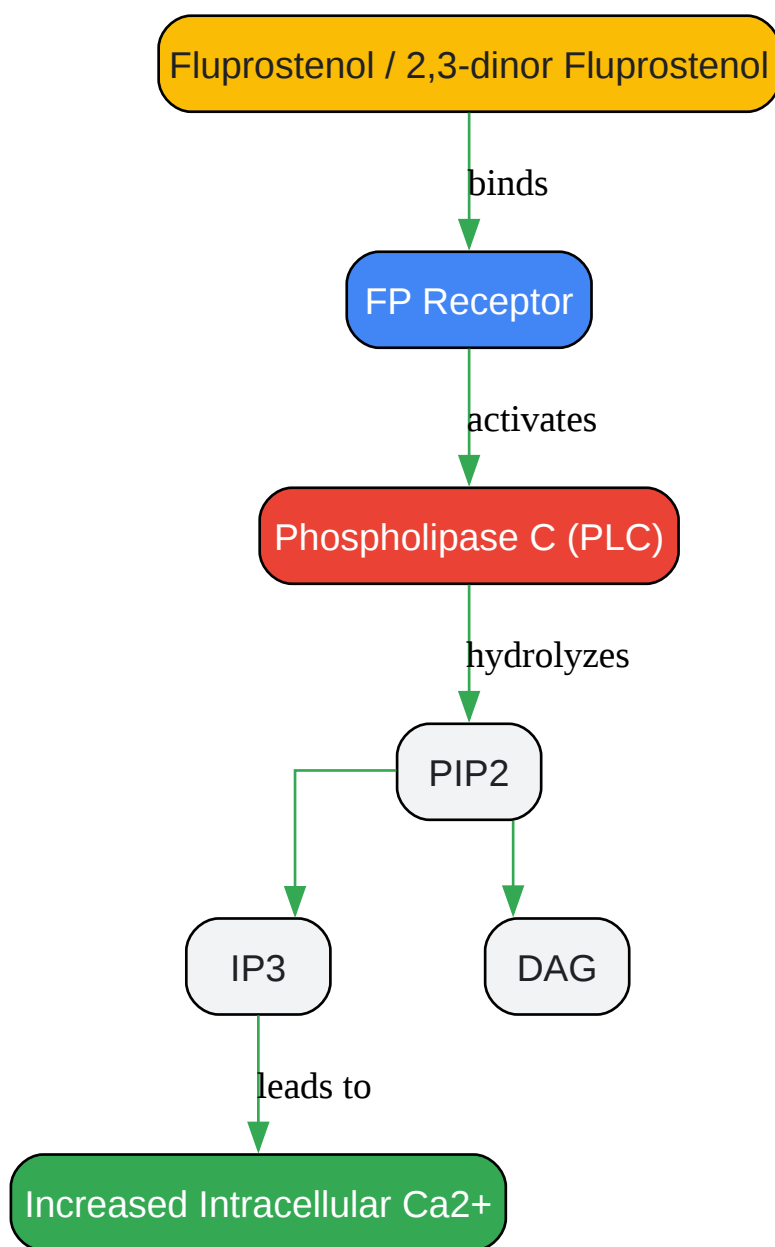 Fluprostenol / 2,3-dinor Fluprostenol
binds
FP Receptor
activates
Phospholipase C (PLC)
hydrolyzes
PIP2
IP3
DAG
leads to
Increased Intracellular Ca2+